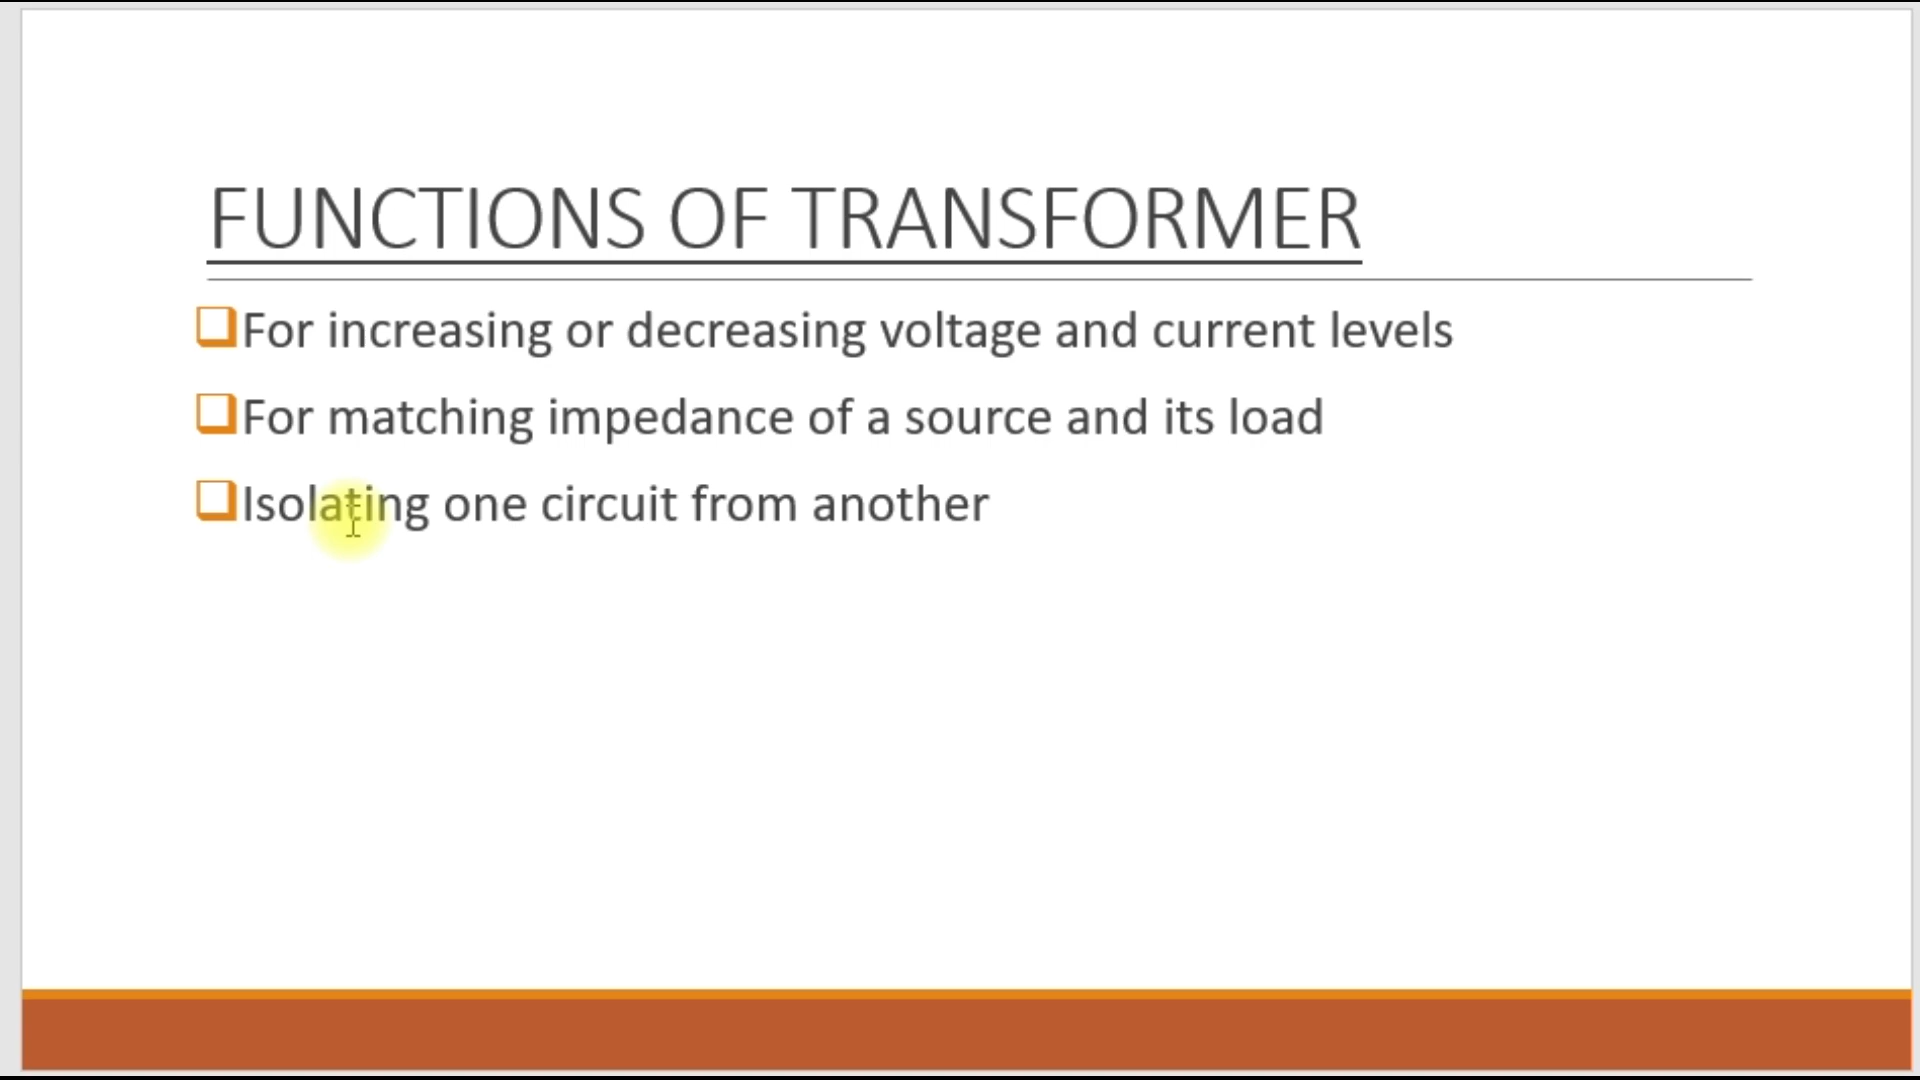 FUNCTIONS OF TRANSFORMER
For increasing or decreasing voltage and current levels
For matching impedance of a source and its load
Isolating one circuit from another